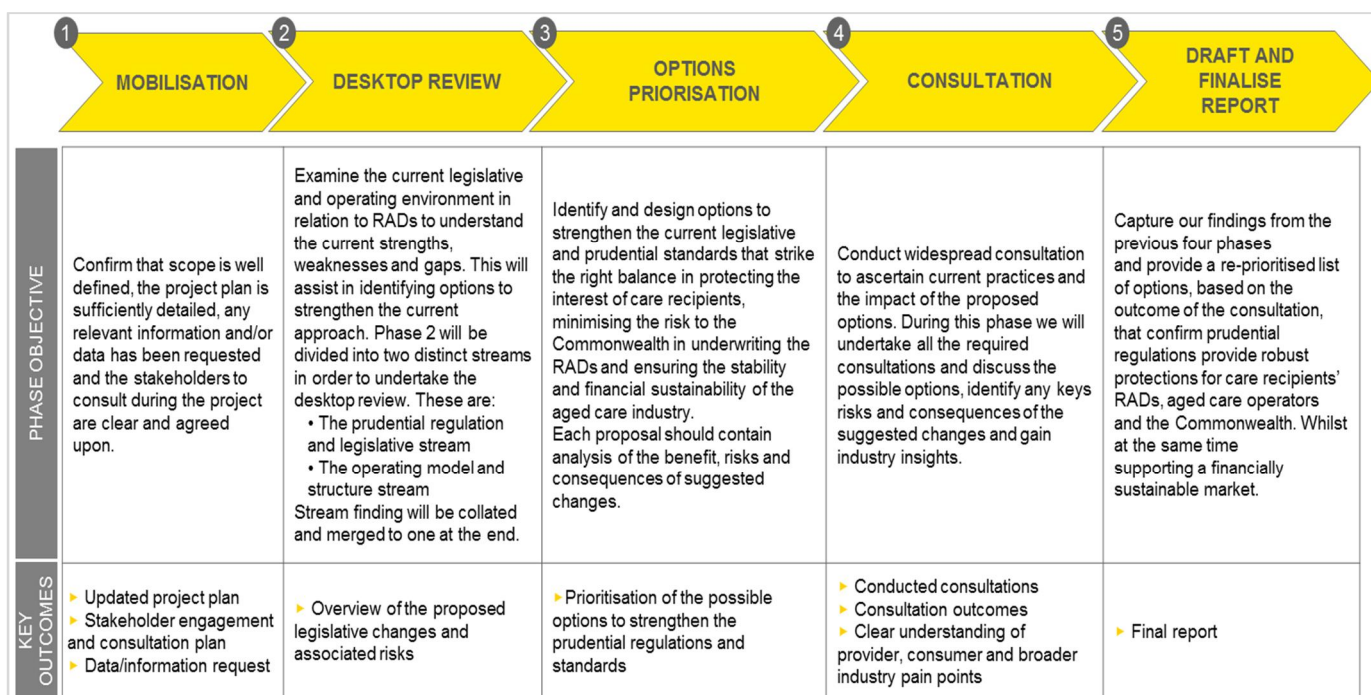 1
MOBILISATION
2
DESKTOP REVIEW
3
OPTIONS
PRIORISATION
4
CONSULTATION
5
DRAFT AND
FINALISE
REPORT
PHASE OBJECTIVE
Confirm that scope is well
defined, the project plan is
sufficiently detailed, any
relevant information and/or
data has been requested
and the stakeholders to
consult during the project
are clear and agreed
upon.
Examine the current legislative
and operating environment in
relation to RADs to understand
the current strengths,
weaknesses and gaps. This will
assist in identifying options to
strengthen the current
approach. Phase 2 will be
divided into two distinct streams
in order to undertake the
desktop review. These are:
• The prudential regulation
and legislative stream
• The operating model and
structure stream
Stream finding will be collated
and merged to one at the end.
Identify and design options to
strengthen the current legislative
and prudential standards that strike
the right balance in protecting the
interest of care recipients,
minimising the risk to the
Commonwealth in underwriting the
RADs and ensuring the stability
and financial sustainability of the
aged care industry.
Each proposal should contain
analysis of the benefit, risks and
consequences of suggested
changes.
Conduct widespread consultation
to ascertain current practices and
the impact of the proposed
options. During this phase we will
undertake all the required
consultations and discuss the
possible options, identify any keys
risks and consequences of the
suggested changes and gain
industry insights.
Capture our findings from the
previous four phases
and provide a re-prioritised list
of options, based on the
outcome of the consultation,
that confirm prudential
regulations provide robust
protections for care recipients'
RADs, aged care operators
and the Commonwealth. Whilst
at the same time
supporting a financially
sustainable market.
KEY
OUTCOMES
► Updated project plan
► Stakeholder engagement
and consultation plan
► Data/information request
► Overview of the proposed
legislative changes and
associated risks
► Prioritisation of the possible
options to strengthen the
prudential regulations and
standards
► Conducted consultations
► Consultation outcomes
► Clear understanding of
provider, consumer and broader
industry pain points
► Final report